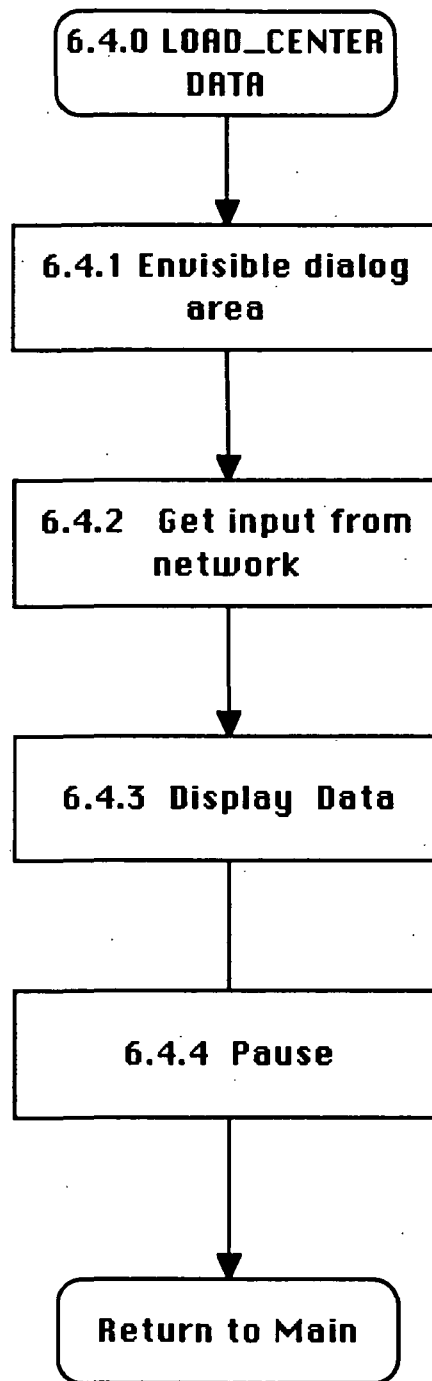 6.4.0 LOAD_CENTER
DATA
6.4.1 Envisible dialog
area
6.4.2 Get input from
network
6.4.3 Display Data
6.4.4 Pause
Return to Main